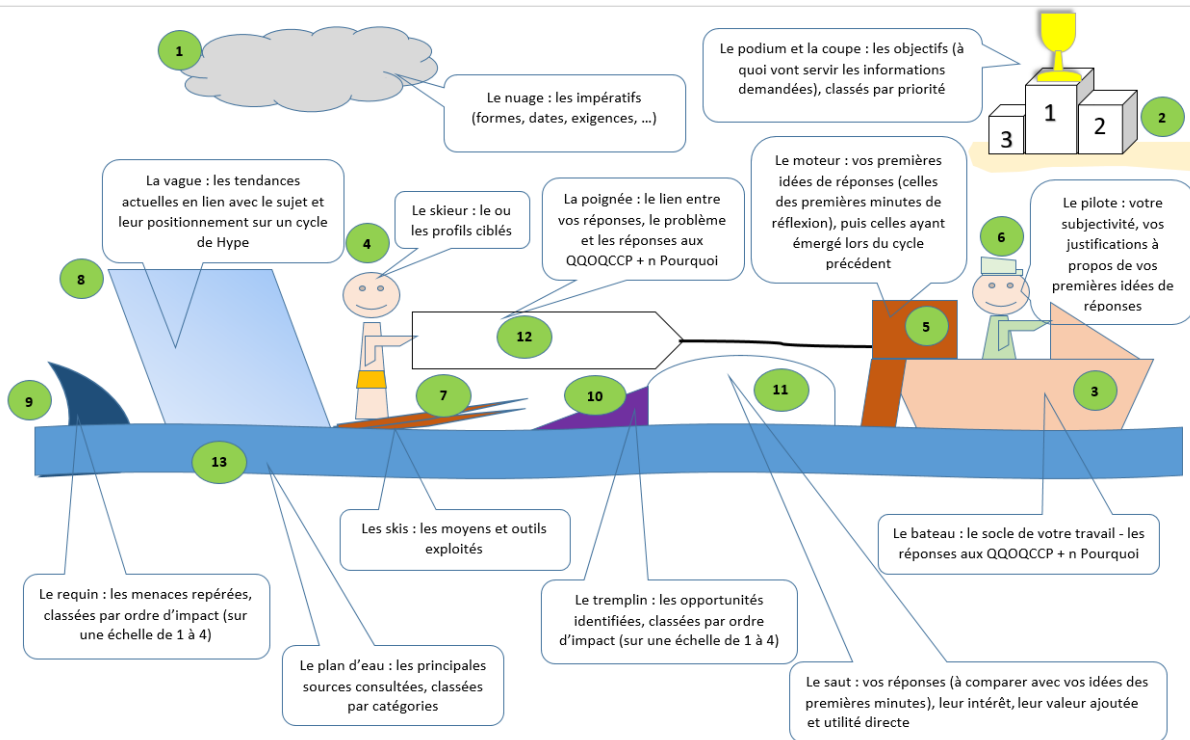 1
Le nuage : les impératifs
(formes, dates, exigences, …)
Le podium et la coupe : les objectifs (à
quoi vont servir les informations
demandées), classés par priorité
1
2
3
2
La vague : les tendances
actuelles en lien avec le sujet et
leur positionnement sur un cycle
de Hype
8
Le skieur : le ou
les profils ciblés
4
La poignée : le lien entre
vos réponses, le problème
et les réponses aux
QQOQCCP + n Pourquoi
12
Le moteur : vos premières
idées de réponses (celles
des premières minutes de
réflexion), puis celles ayant
émergé lors du cycle
précédent
5
6
Le pilote : votre
subjectivité, vos
justifications à
propos de vos
premières idées de
réponses
9
7
10
11
3
13
Les skis : les moyens et outils
exploités
Le bateau : le socle de votre travail - les
réponses aux QQOQCCP + n Pourquoi
Le requin : les menaces repérées,
classées par ordre d’impact (sur
une échelle de 1 à 4)
Le tremplin : les opportunités
identifiées, classées par ordre
d’impact (sur une échelle de 1 à 4)
Le plan d’eau : les principales
sources consultées, classées
par catégories
Le saut : vos réponses (à comparer avec vos idées des
premières minutes), leur intérêt, leur valeur ajoutée
et utilité directe